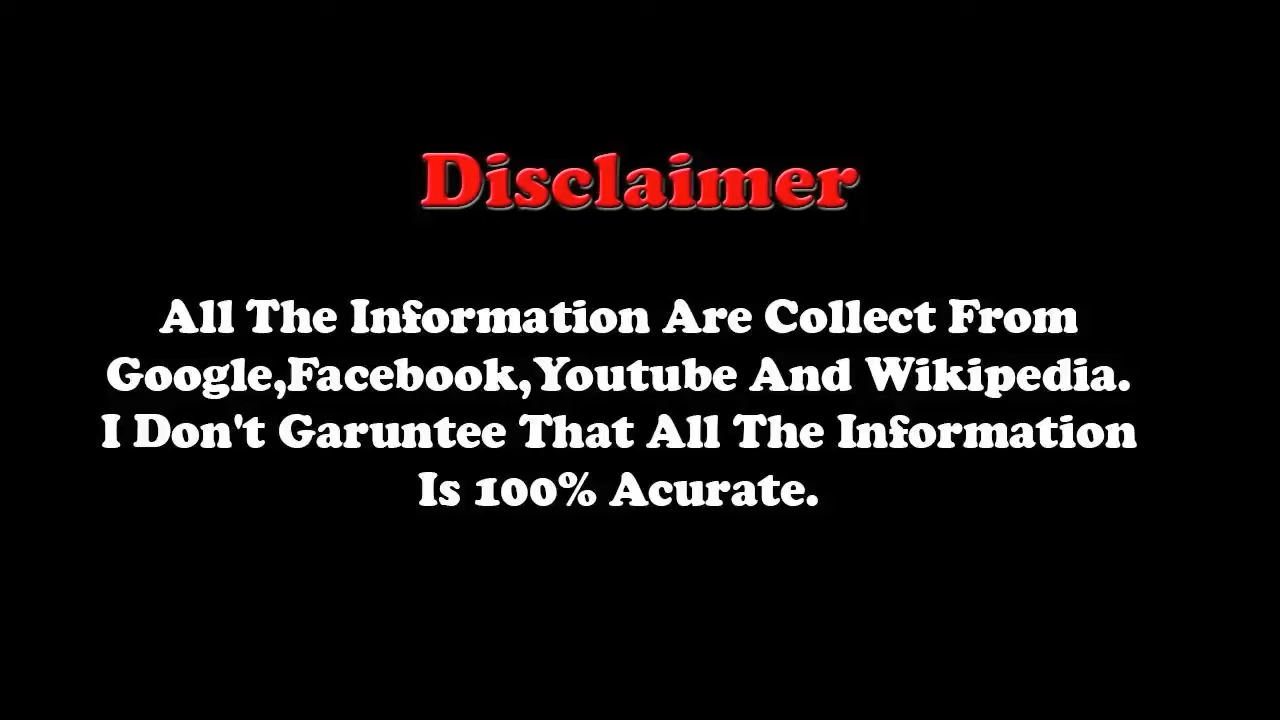 Disclaimer
All The Information Are Collect From
Google,Facebook,Youtube And Wikipedia.
I Don't Garuntee That All The Information
Is 100% Acurate.